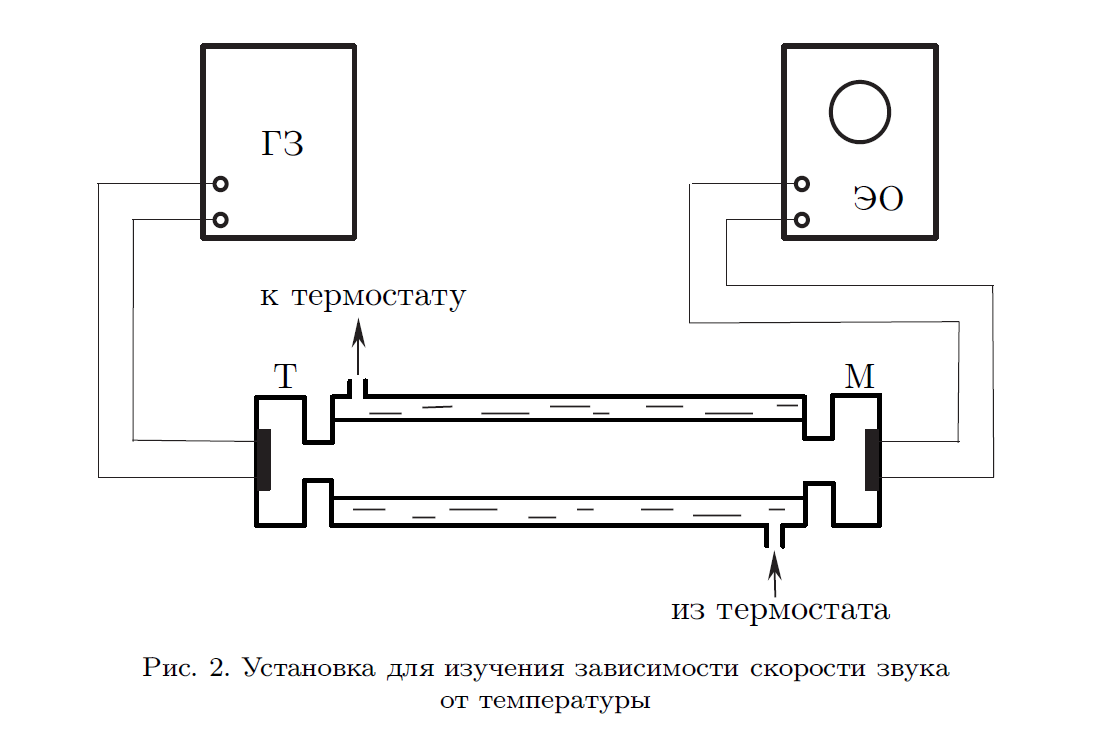 ГЗ
ЭО
к термостату
Т
М
из термостата
Рис. 2. Установка для изучения зависимости скорости звука
от температуры